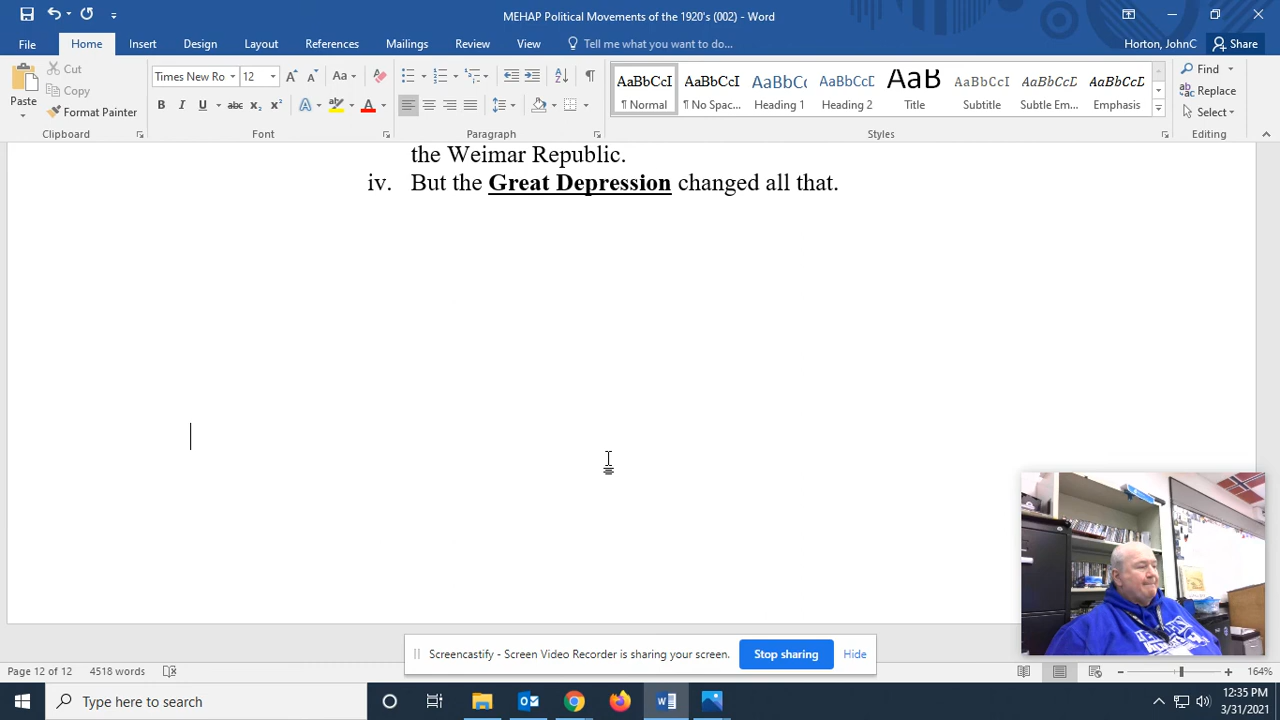 MEHAP Political Movements of the 1920's (002) - Word
File Home Insert Design Layout References Mailings Review View Tell me what you want to do... Horton, JohnC Share
Paste Cut Copy Format Painter
Clipboard
Times New Ro 12
Font
Paragraph
AaBbCcI AaBbCcI AaBbCc AaBbCcI AaB AaBbCcI AaBbCcI AaBbCcI
¶ Normal ¶ No Spac... Heading 1 Heading 2 Title Subtitle Subtle Em... Emphasis
Styles
Find
Replace
Select
Editing
the Weimar Republic.
iv. But the Great Depression changed all that.
Screencastify - Screen Video Recorder is sharing your screen. Stop sharing Hide
Page 12 of 12 4518 words 164%
Type here to search
12:35 PM
3/31/2021